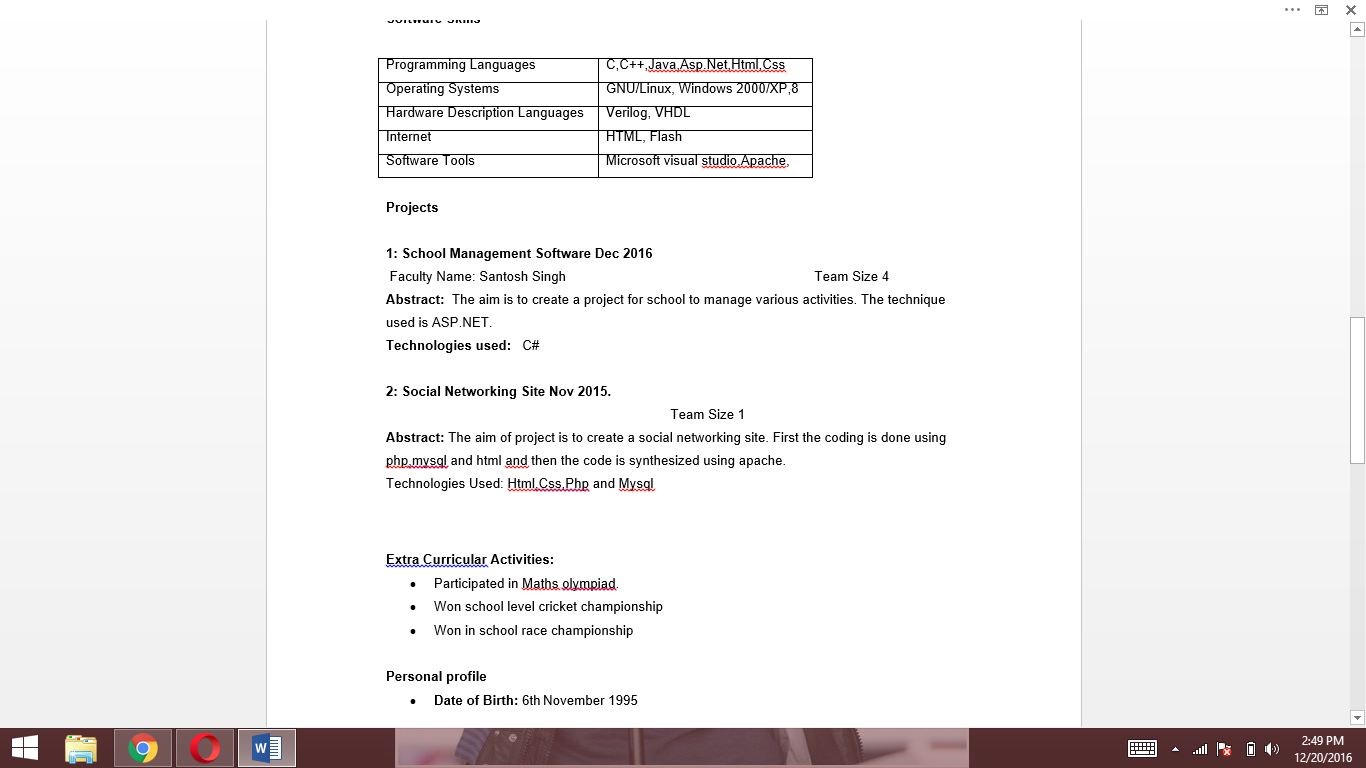 Software Skills
Programming Languages C,C++,Java,Asp.Net,Html,Css
Operating Systems GNU/Linux, Windows 2000/XP,8
Hardware Description Languages Verilog, VHDL
Internet HTML, Flash
Software Tools Microsoft visual studio,Apache,
Projects
1: School Management Software Dec 2016
Faculty Name: Santosh Singh Team Size 4
Abstract: The aim is to create a project for school to manage various activities. The technique
used is ASP.NET.
Technologies used: C#
2: Social Networking Site Nov 2015.
Team Size 1
Abstract: The aim of project is to create a social networking site. First the coding is done using
php,mysql and html and then the code is synthesized using apache.
Technologies Used: Html,Css,Php and Mysql
Extra Curricular Activities:
• Participated in Maths olympiad.
• Won school level cricket championship
• Won in school race championship
Personal profile
• Date of Birth: 6th November 1995
2:49 PM
12/20/2016